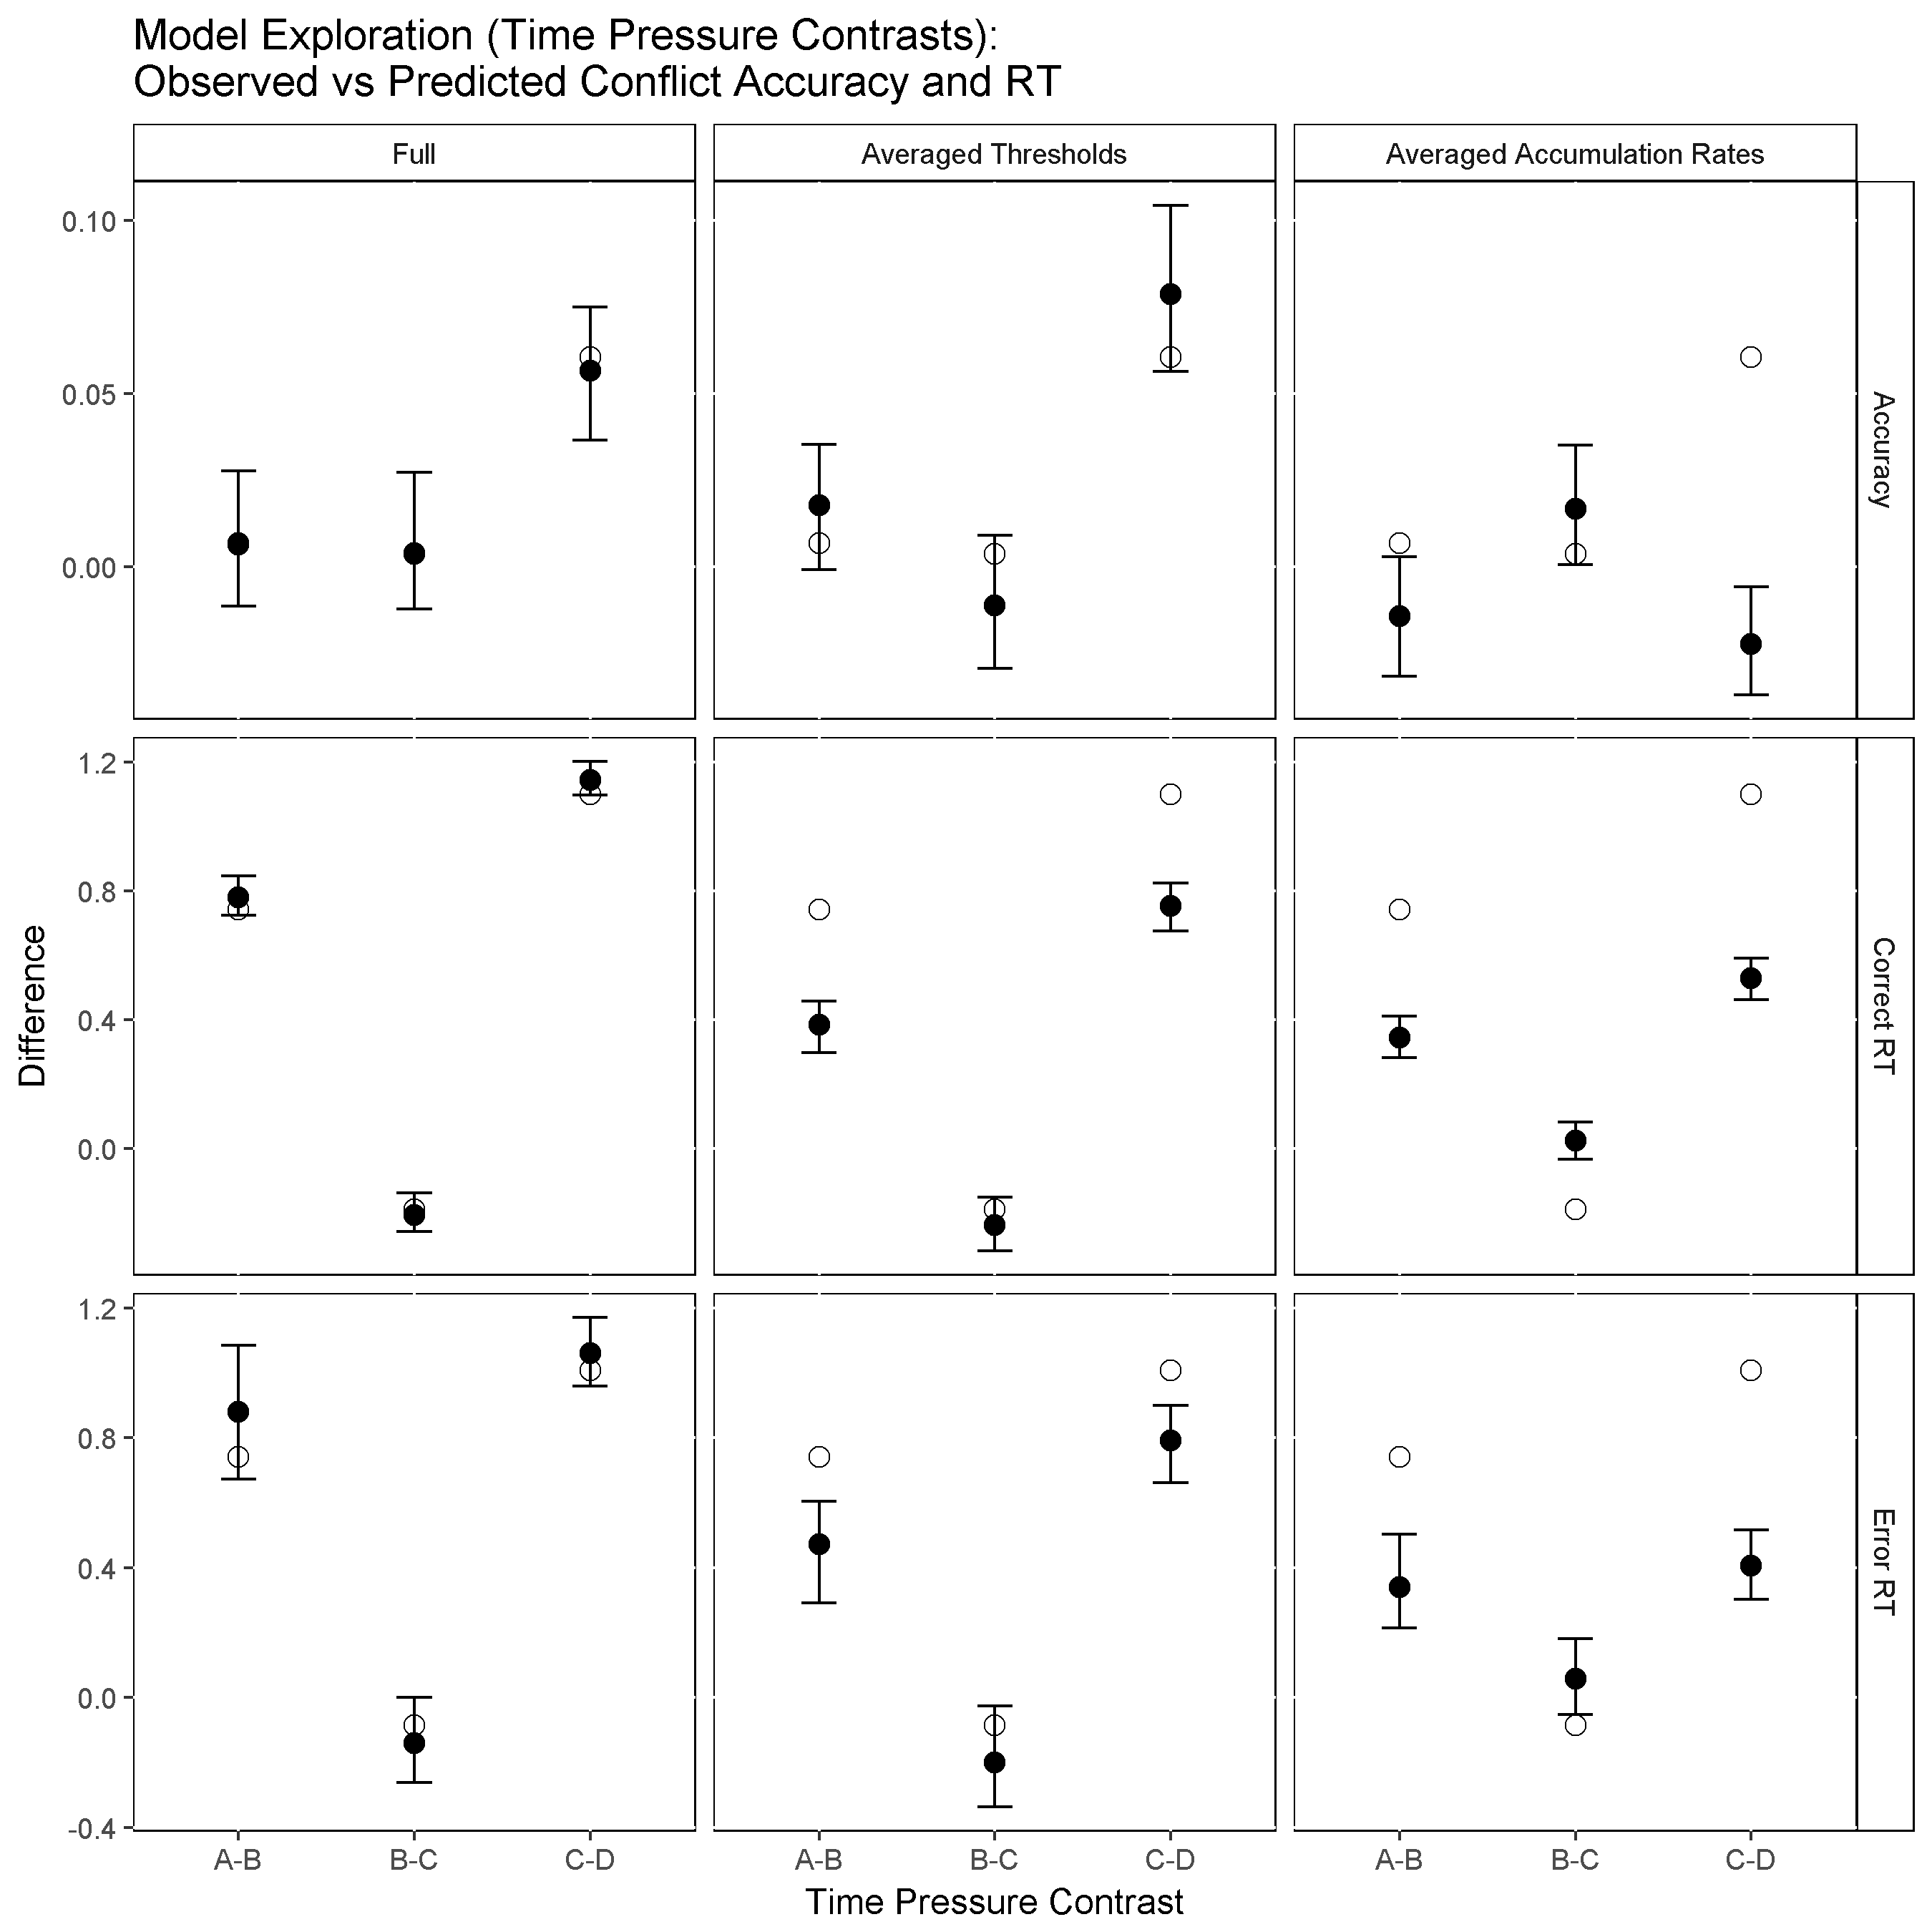 Model Exploration (Time Pressure Contrasts):
Observed vs Predicted Conflict Accuracy and RT
Full
Averaged Thresholds
Averaged Accumulation Rates
0.10
0.05
0.00
Accuracy
1.2
0.8
0.4
0.0
Correct RT
Difference
1.2
0.8
0.4
0.0
-0.4
Error RT
A-B B-C C-D
A-B B-C C-D
A-B B-C C-D
Time Pressure Contrast